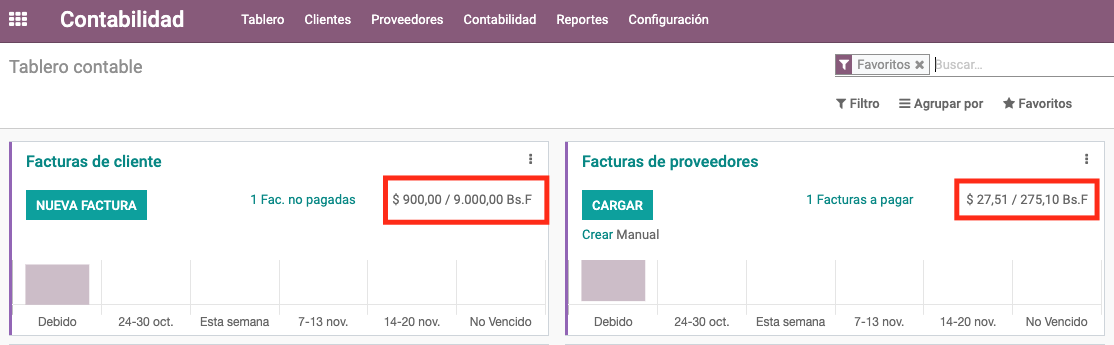 Contabilidad Tablero Clientes Proveedores Contabilidad Reportes Configuración
Tablero contable
Favoritos ✖ Buscar...
Filtro Agrupar por Favoritos
Facturas de cliente
NUEVA FACTURA 1 Fac. no pagadas $ 900,00 / 9.000,00 Bs.F
Debido 24-30 oct. Esta semana 7-13 nov. 14-20 nov. No Vencido
Facturas de proveedores
CARGAR 1 Facturas a pagar $ 27,51 / 275,10 Bs.F
Crear Manual
Debido 24-30 oct. Esta semana 7-13 nov. 14-20 nov. No Vencido